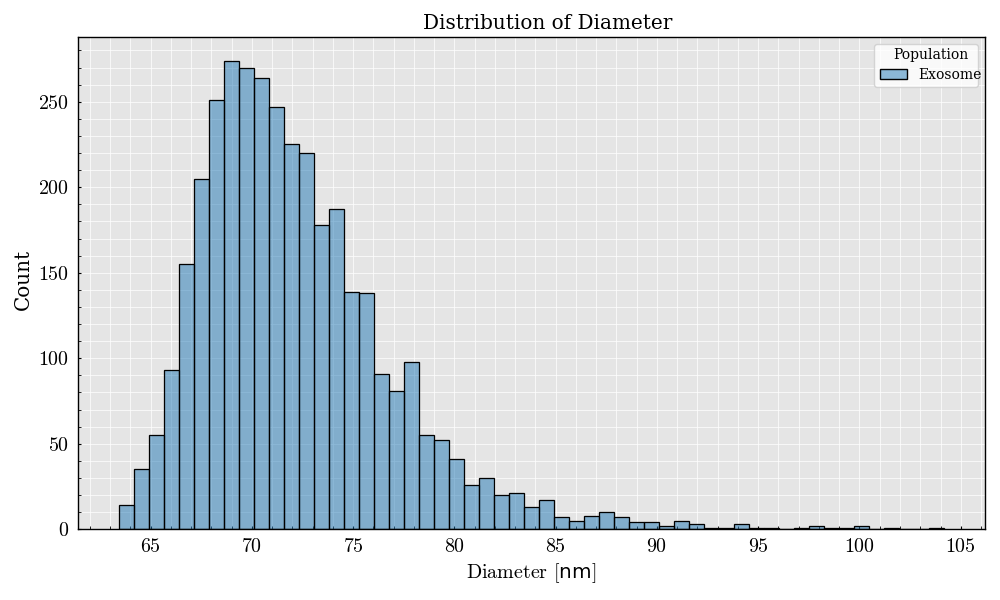 Distribution of Diameter
Population
Exosome
250
200
150
100
50
0
Count
65 70 75 80 85 90 95 100 105
Diameter [nm]